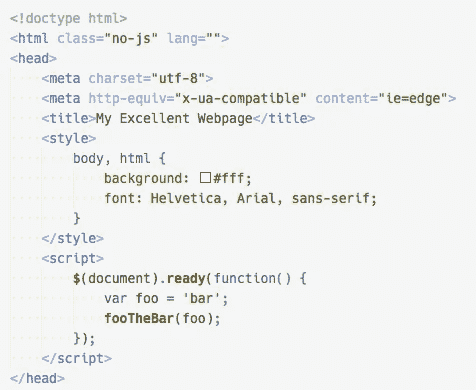 <!doctype html>
<html class="no-js" lang="">
<head>
    <meta charset="utf-8">
    <meta http-equiv="x-ua-compatible" content="ie=edge">
    <title>My Excellent Webpage</title>
    <style>
        body, html {
            background: #fff;
            font: Helvetica, Arial, sans-serif;
        }
    </style>
    <script>
        $(document).ready(function() {
            var foo = 'bar';
            fooTheBar(foo);
        });
    </script>
</head>